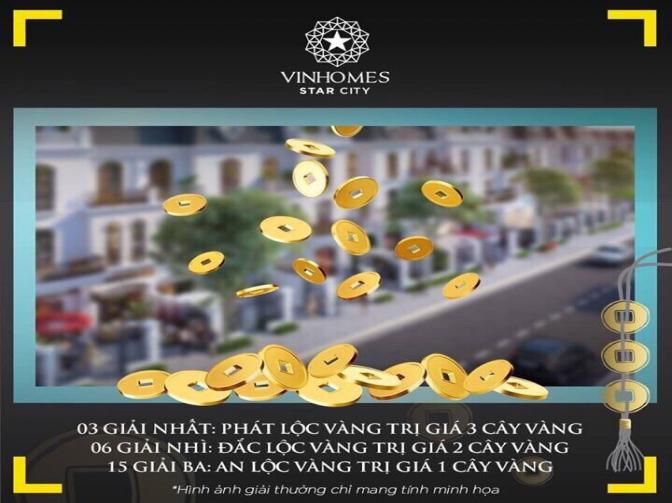 VINHOMES
STAR CITY
03 GIẢI NHẤT: PHÁT LỘC VÀNG TRỊ GIÁ 3 CÂY VÀNG
06 GIẢI NHÌ: ĐẮC LỘC VÀNG TRỊ GIÁ 2 CÂY VÀNG
15 GIẢI BA: AN LỘC VÀNG TRỊ GIÁ 1 CÂY VÀNG
*Hình ảnh giải thưởng chỉ mang tính minh họa